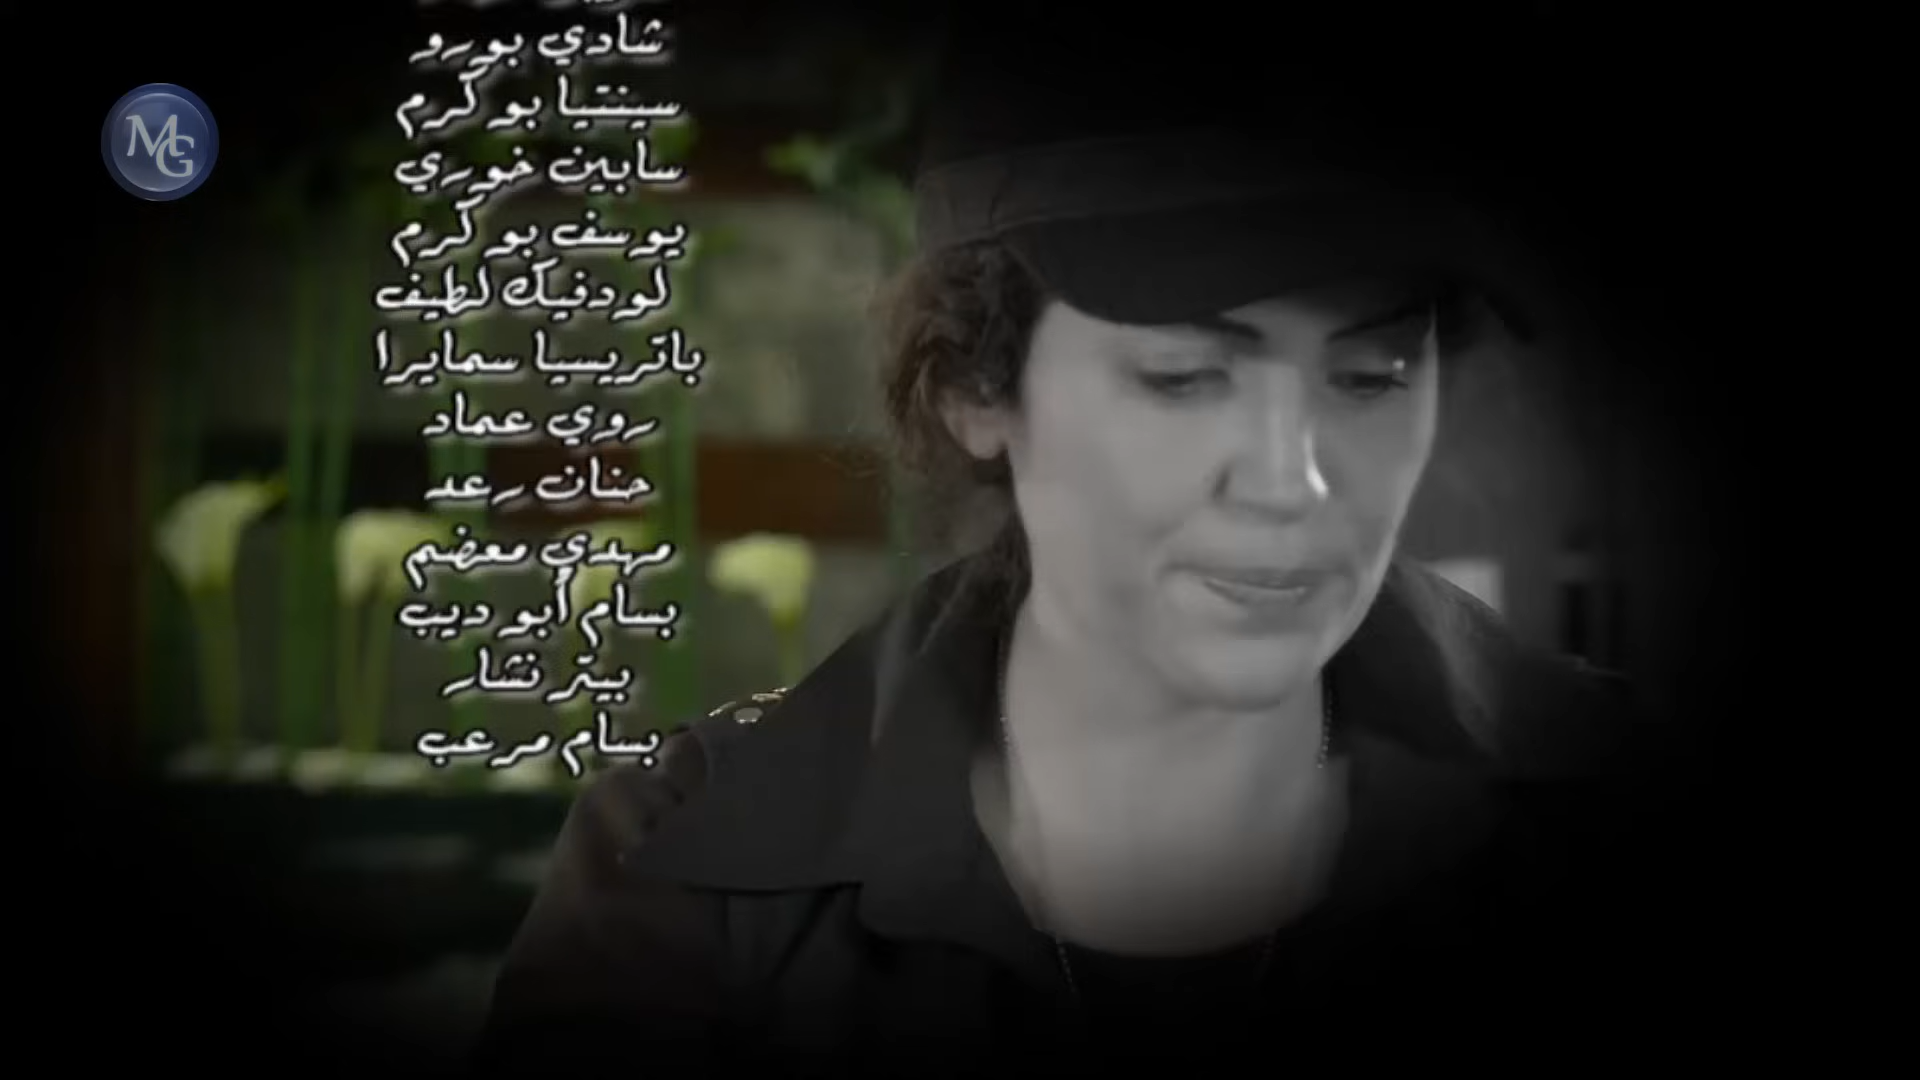 MG
شادي بورو
سينتيا بو كرم
سابين خوري
يوسف بو كرم
لودفيك لطيف
باتريسيا سمايرا
روي عماد
حنان رعد
مهدي معضم
بسام أبو ديب
بيتر نشار
بسام مرعب